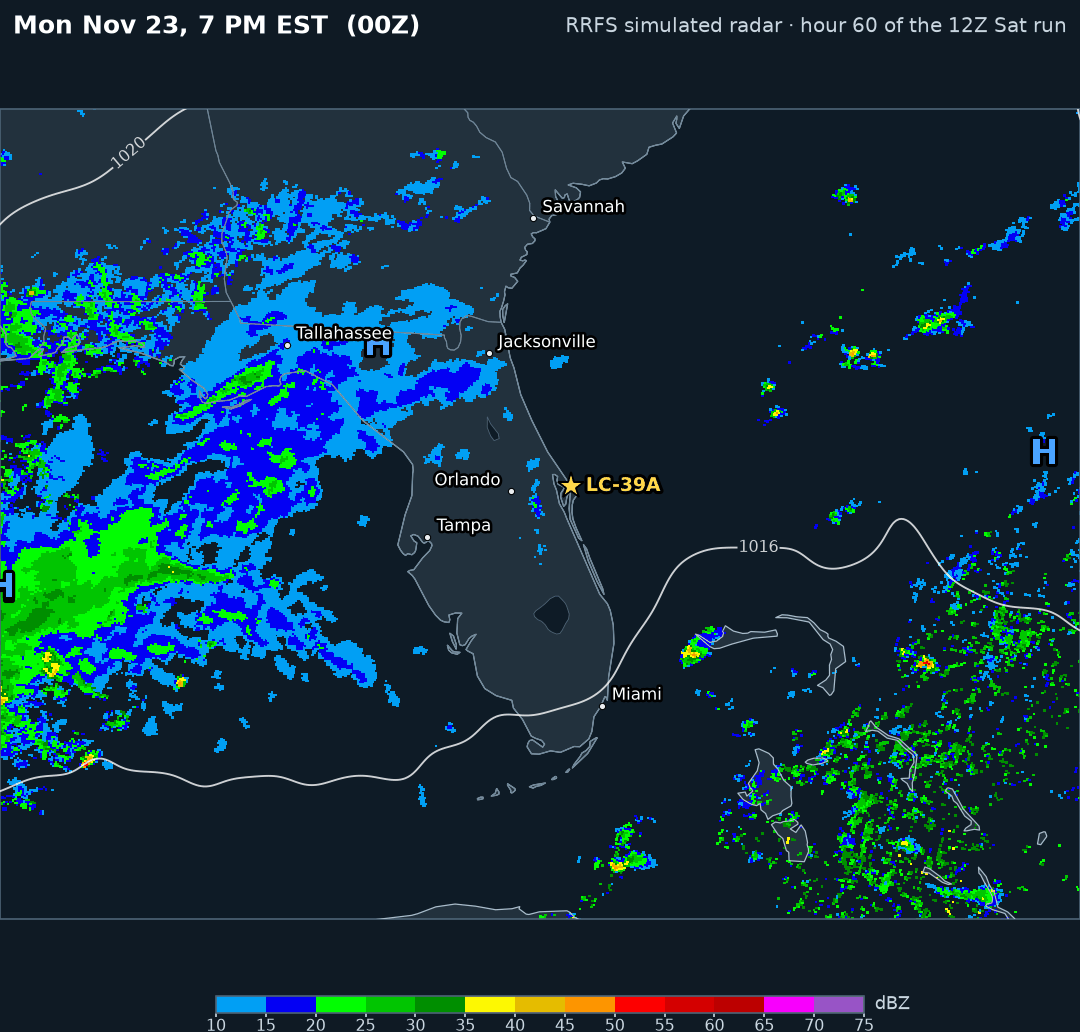 Mon Nov 23, 7 PM EST (00Z)
RRFS simulated radar · hour 60 of the 12Z Sat run
1020
Savannah
Tallahassee
H
Jacksonville
H
Orlando
LC-39A
Tampa
1016
H
Miami
dBZ
10 15 20 25 30 35 40 45 50 55 60 65 70 75